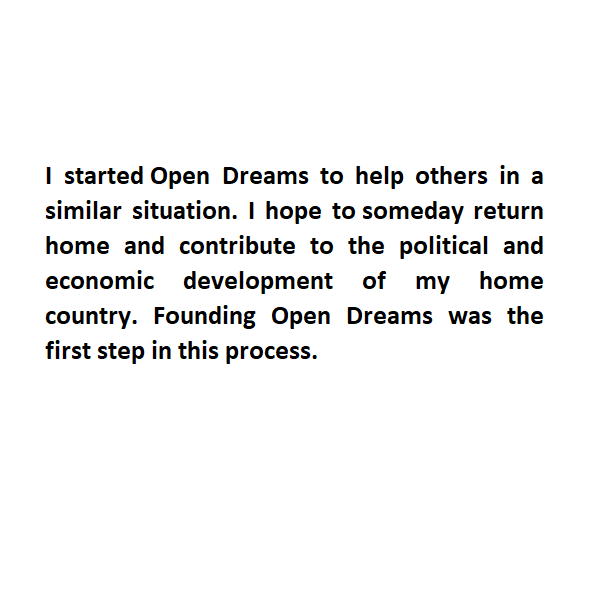 I started Open Dreams to help others in a
similar situation. I hope to someday return
home and contribute to the political and
economic development of my home
country. Founding Open Dreams was the
first step in this process.